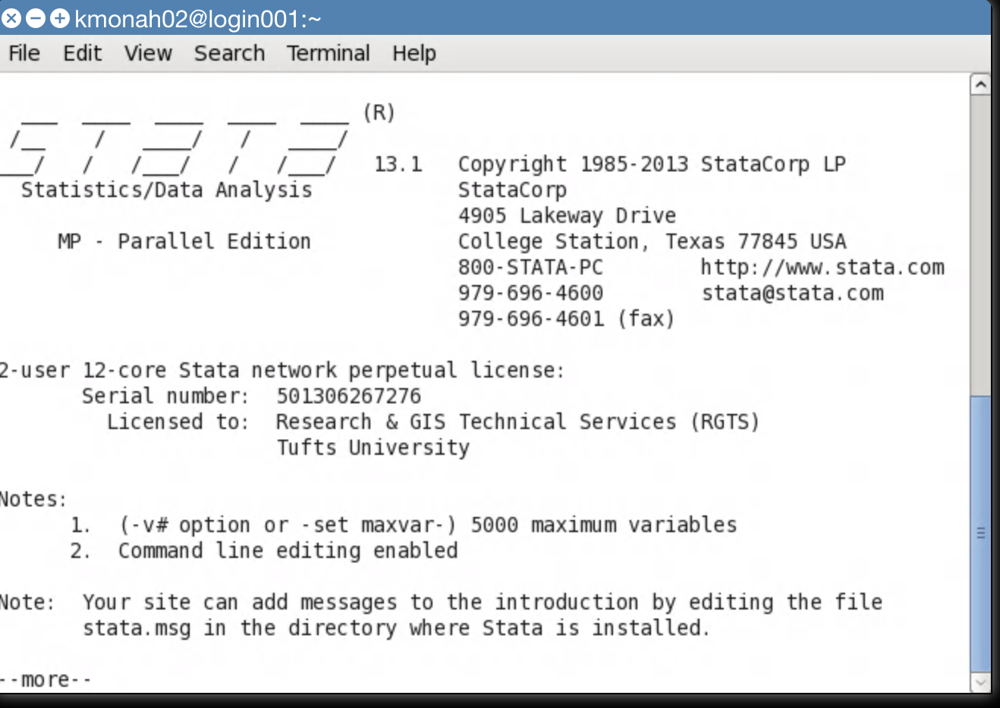 kmonah02@login001:~
File Edit View Search Terminal Help
___  ____  ____  ____  ____ (R)
/__    /   ____/   /   ____/
___/   /   /___/   /   /___/   13.1   Copyright 1985-2013 StataCorp LP
Statistics/Data Analysis            StataCorp
4905 Lakeway Drive
MP - Parallel Edition            College Station, Texas 77845 USA
800-STATA-PC        http://www.stata.com
979-696-4600        stata@stata.com
979-696-4601 (fax)
2-user 12-core Stata network perpetual license:
Serial number:  501306267276
Licensed to:  Research & GIS Technical Services (RGTS)
Tufts University
Notes:
1.  (-v# option or -set maxvar-) 5000 maximum variables
2.  Command line editing enabled
Note:  Your site can add messages to the introduction by editing the file
stata.msg in the directory where Stata is installed.
--more--